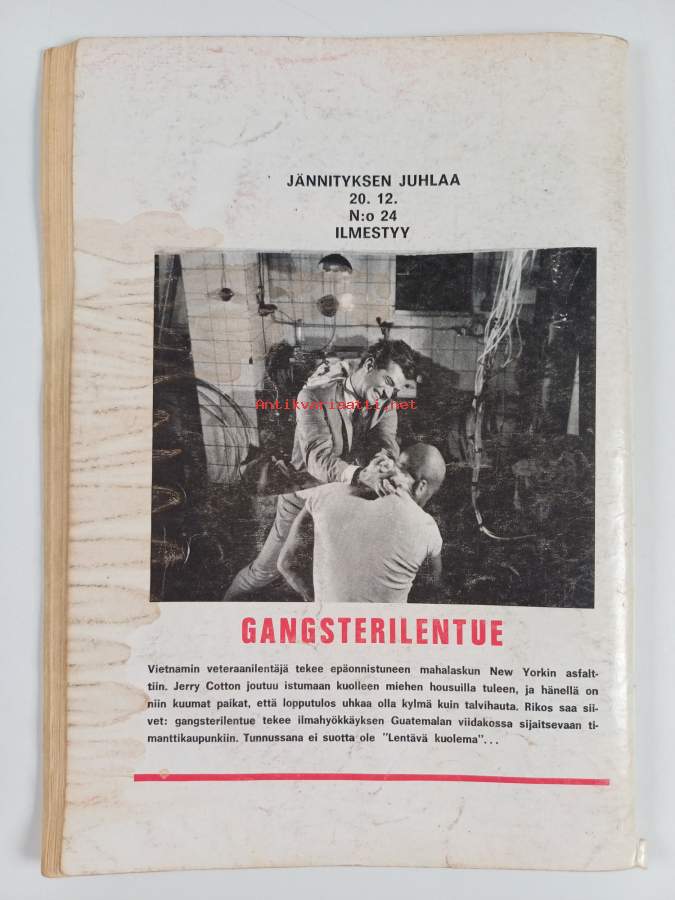 JÄNNITYKSEN JUHLAA
20. 12.
N:o 24
ILMESTYY
Antikvariaatti.net
GANGSTERILENTUE
Vietnamin veteraanilentäjä tekee epäonnistuneen mahalaskun New Yorkin asfalt-
tiin. Jerry Cotton joutuu istumaan kuolleen miehen housuilla tuleen, ja hänellä on
niin kuumat paikat, että lopputulos uhkaa olla kylmä kuin talvihauta. Rikos saa sii-
vet: gangsterilentue tekee ilmahyökkäyksen Guatemalan viidakossa sijaitsevaan ti-
manttikaupunkiin. Tunnussana ei suotta ole "Lentävä kuolema"...